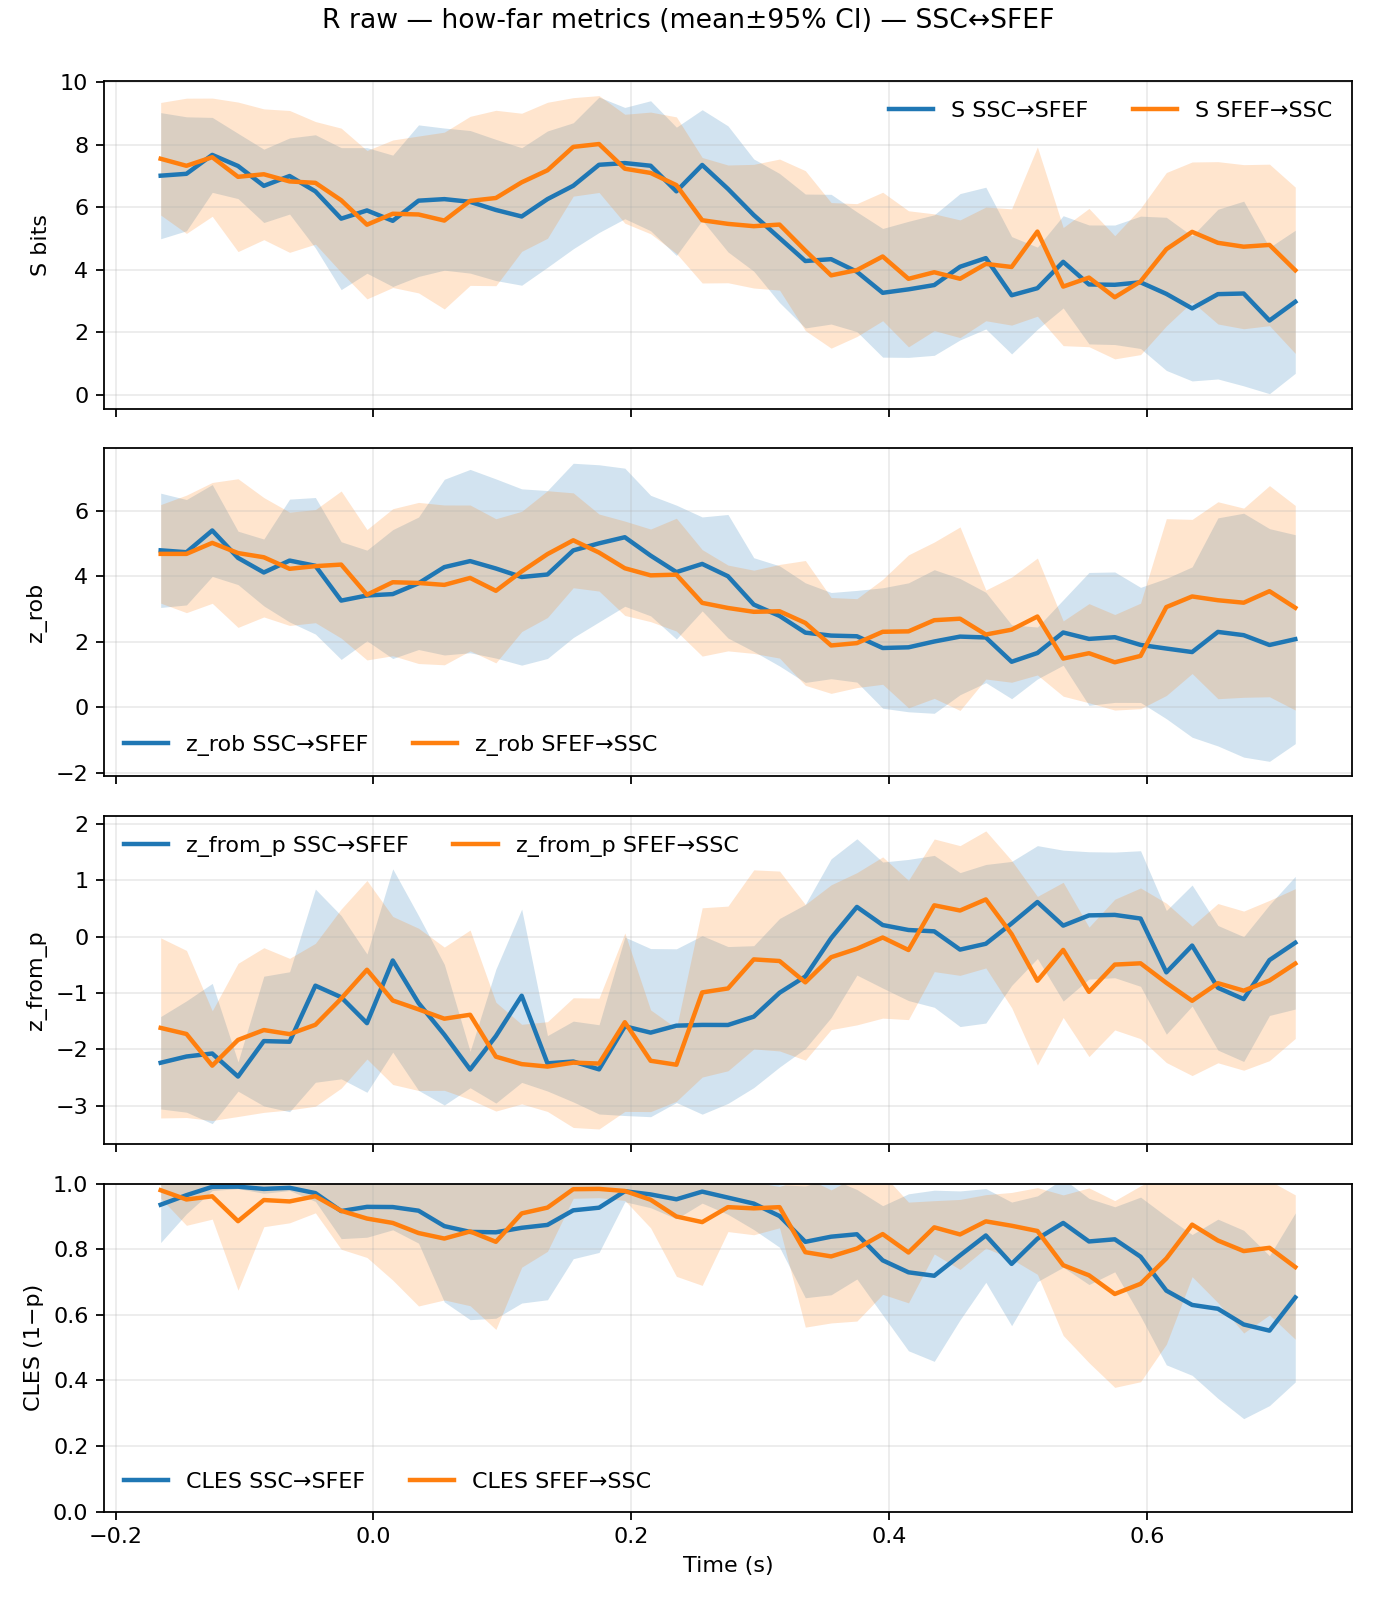 R raw — how-far metrics (mean±95% CI) — SSC↔SFEF
10
8
6
4
2
0
S bits
S SSC→SFEF
S SFEF→SSC
6
4
2
0
−2
z_rob
z_rob SSC→SFEF
z_rob SFEF→SSC
2
1
0
−1
−2
−3
z_from_p
z_from_p SSC→SFEF
z_from_p SFEF→SSC
1.0
0.8
0.6
0.4
0.2
0.0
CLES (1−p)
CLES SSC→SFEF
CLES SFEF→SSC
−0.2
0.0
0.2
0.4
0.6
Time (s)